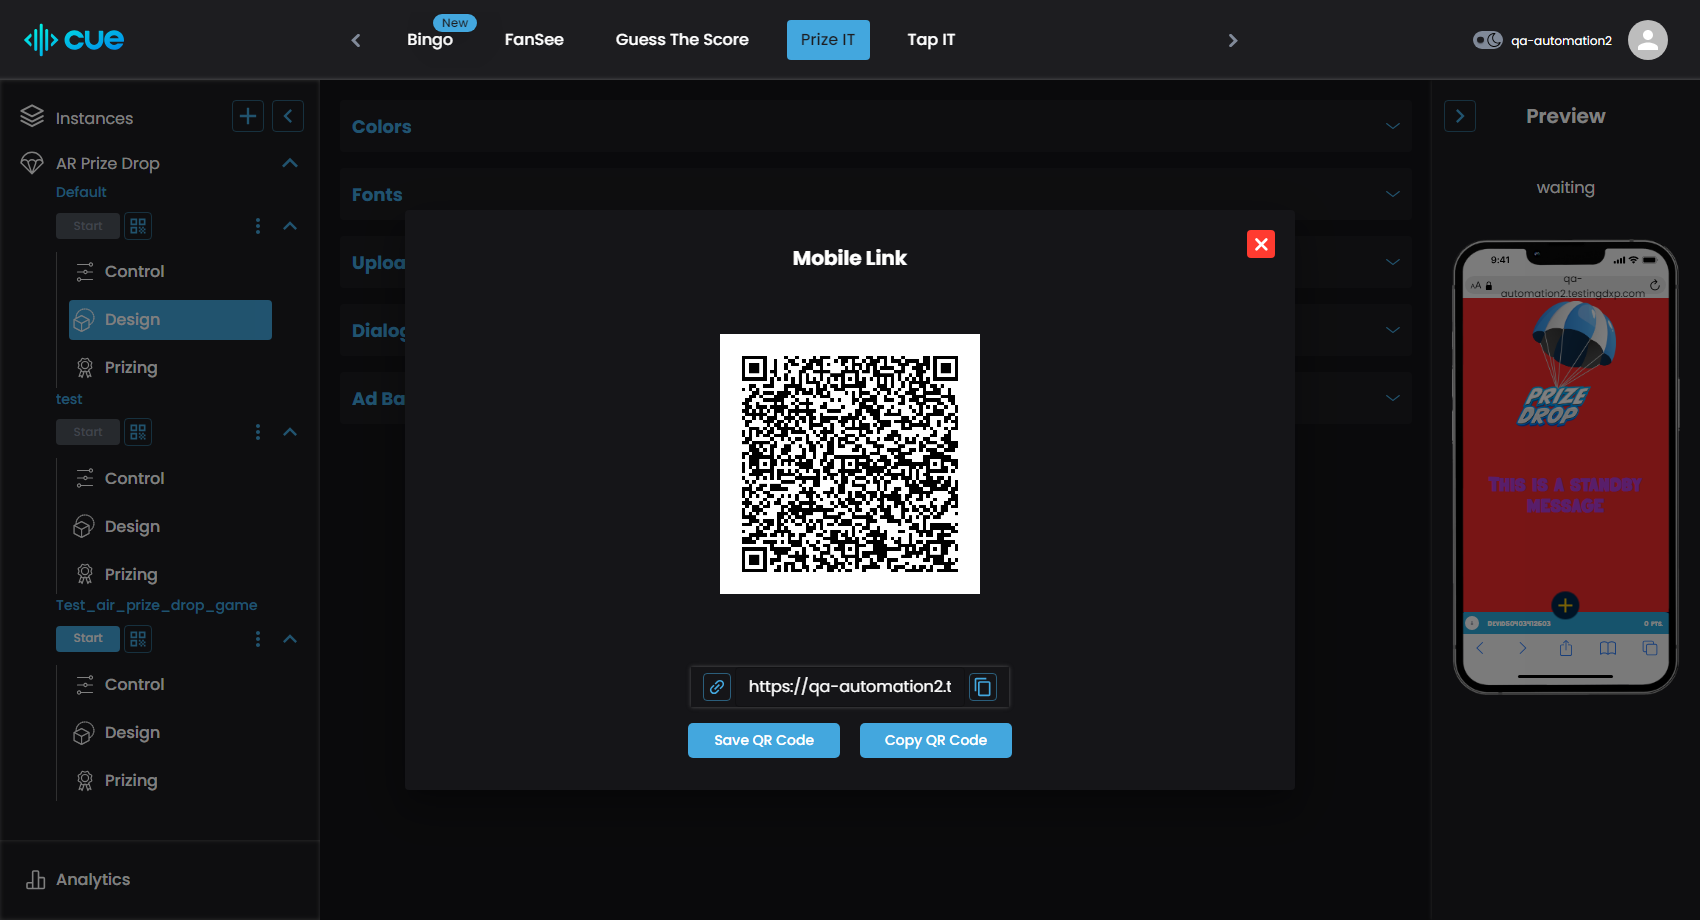 cue
Bingo
New
FanSee
Guess The Score
Prize IT
Tap IT
qa-automation2
Instances
AR Prize Drop
Default
Start
Control
Design
Prizing
test
Start
Control
Design
Prizing
Test_air_prize_drop_game
Start
Control
Design
Prizing
Analytics
Colors
Fonts
Uploa
Dialog
Ad Ba
Mobile Link
https://qa-automation2.t
Save QR Code
Copy QR Code
Preview
waiting
9:41
AA
qa-
automation2.testingdxp.com
PRIZE
DROP
THIS IS A STANDBY
MESSAGE
0 PTS.